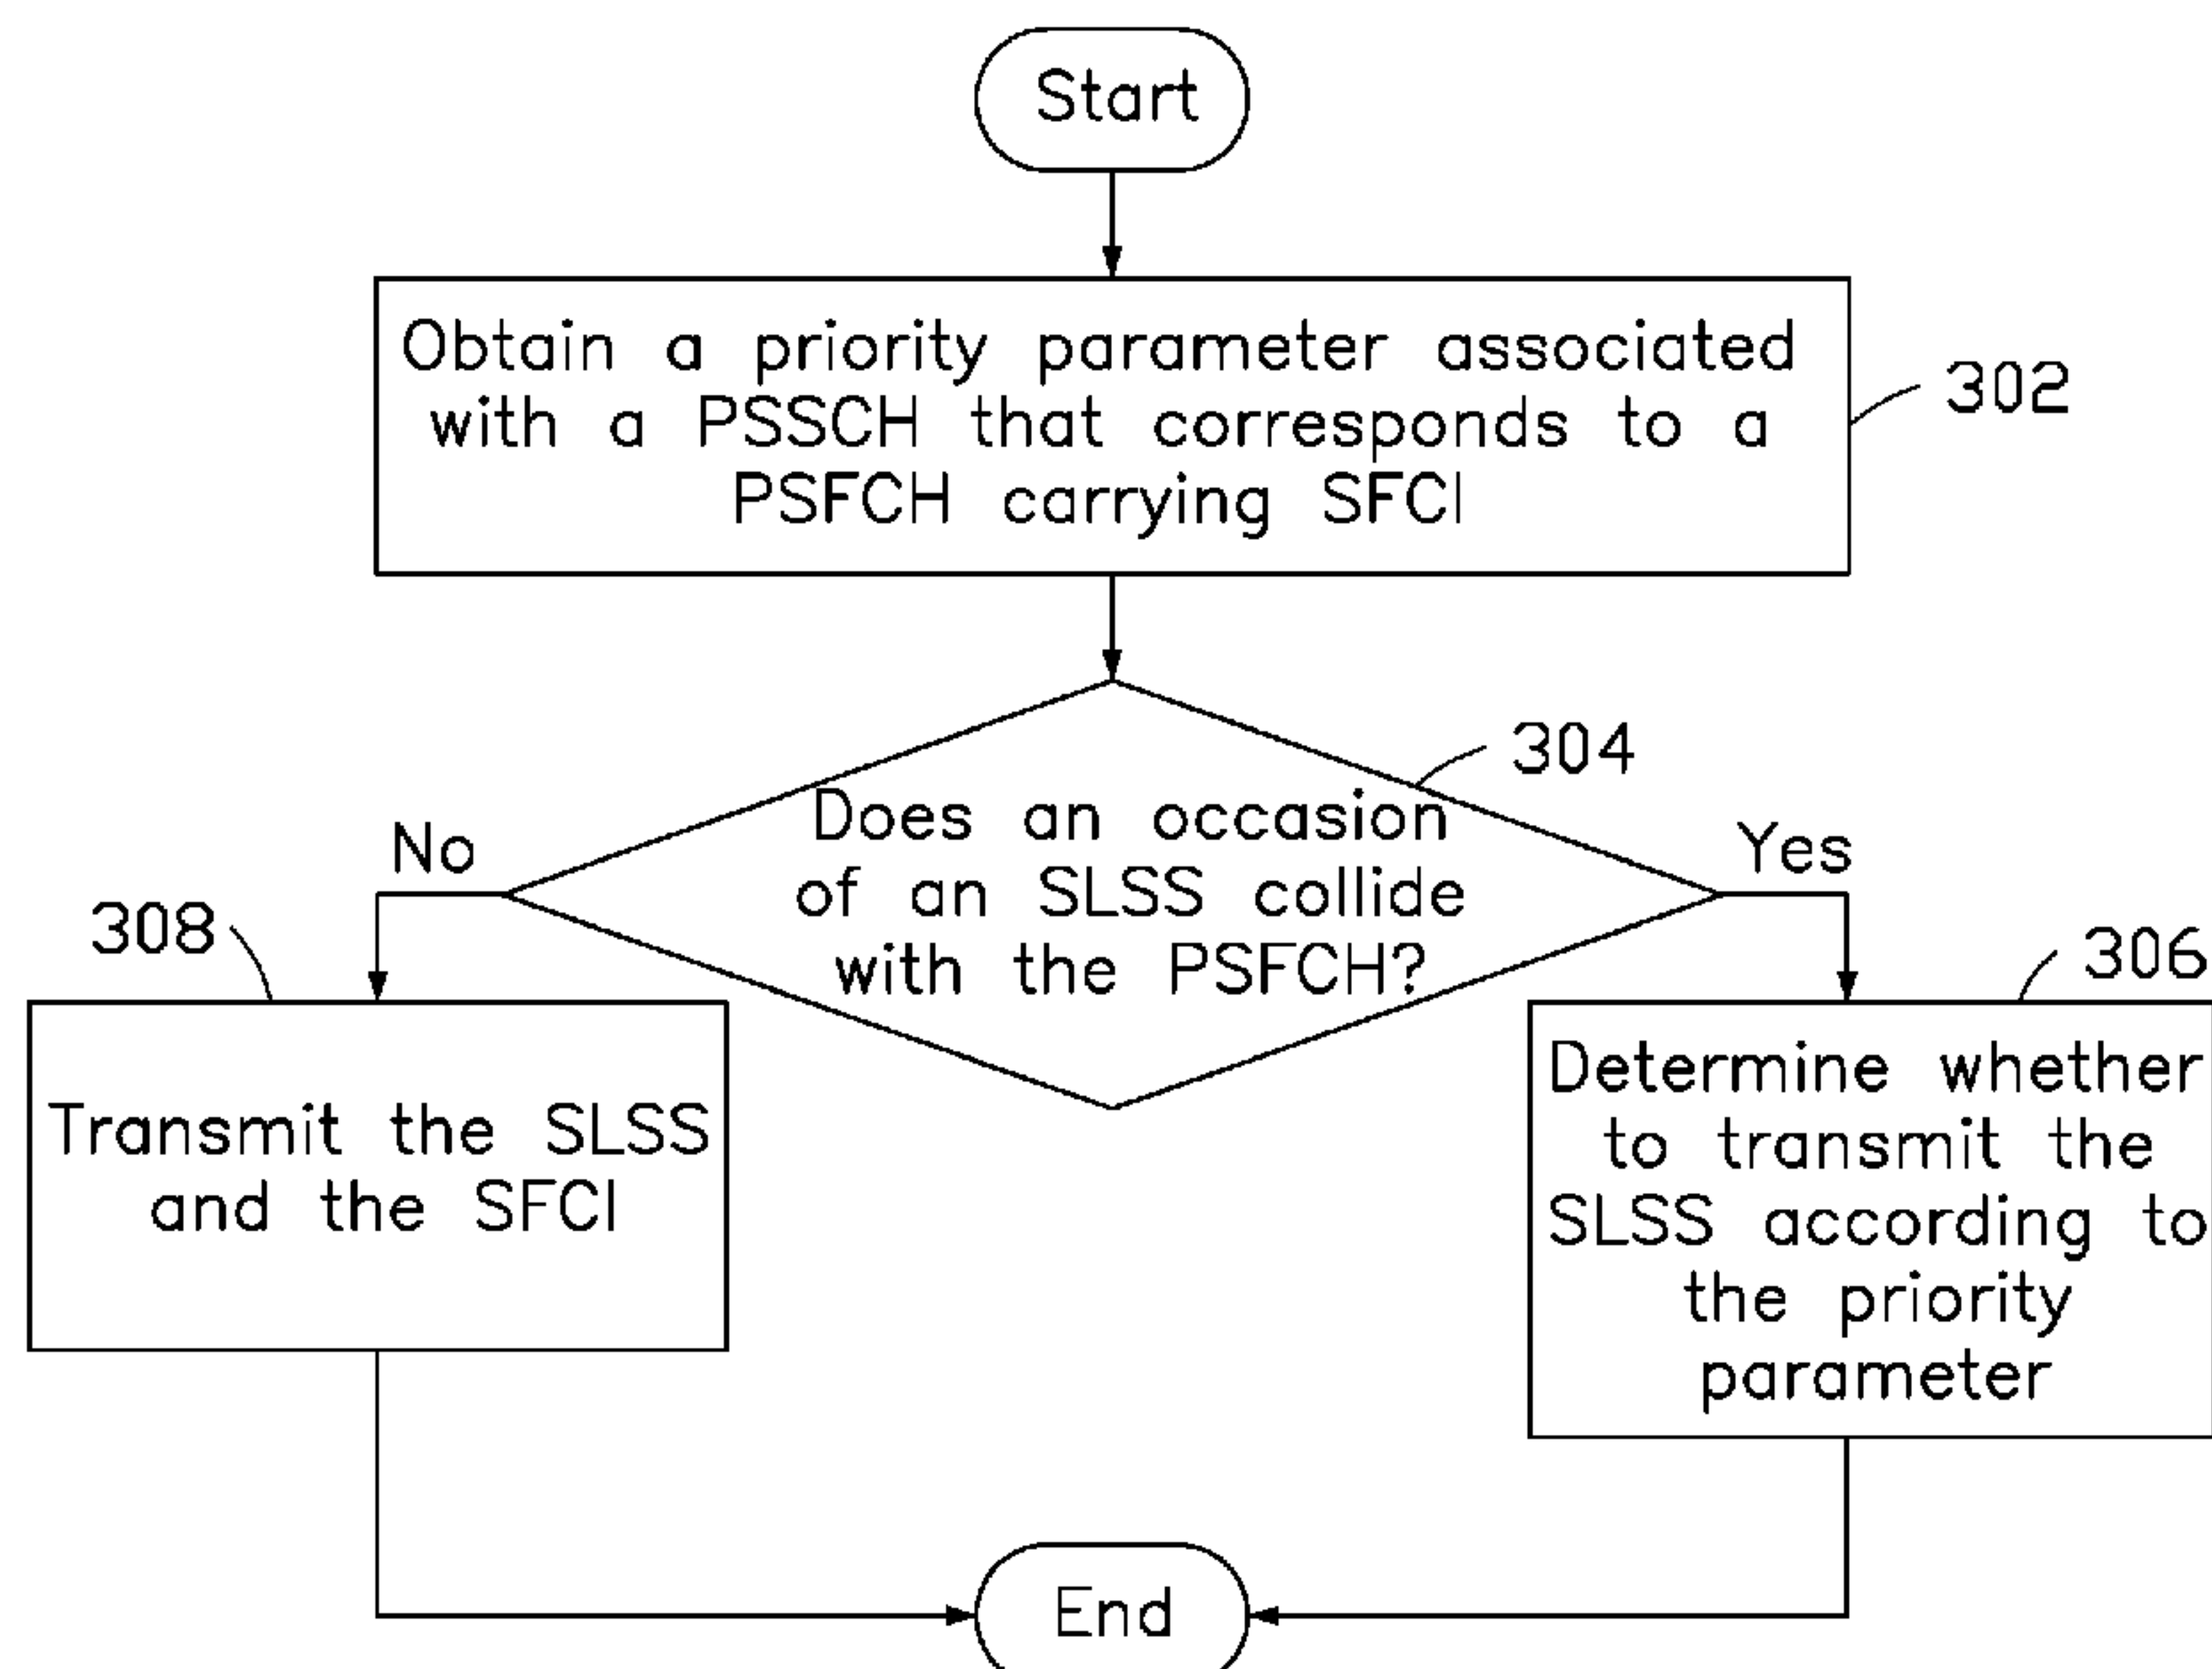 Start
Obtain a priority parameter associated
with a PSSCH that corresponds to a
PSFCH carrying SFCI
302
304
Does an occasion
of an SLSS collide
with the PSFCH?
No
Yes
308
306
Transmit the SLSS
and the SFCI
Determine whether
to transmit the
SLSS according to
the priority
parameter
End